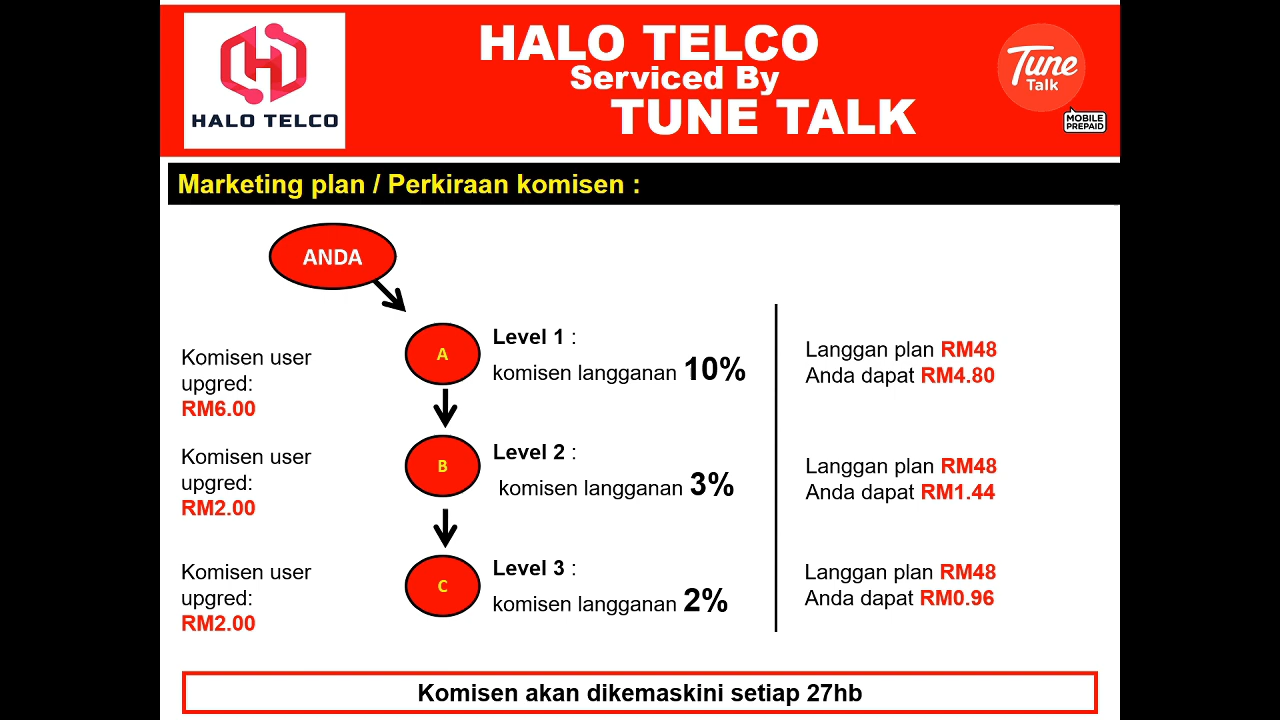 HALO TELCO
HALO TELCO
Serviced By
TUNE TALK
Tune
Talk
MOBILE
PREPAID
Marketing plan / Perkiraan komisen :
ANDA
Komisen user
upgred:
RM6.00
A
Level 1 :
komisen langganan 10%
Langgan plan RM48
Anda dapat RM4.80
Komisen user
upgred:
RM2.00
B
Level 2 :
komisen langganan 3%
Langgan plan RM48
Anda dapat RM1.44
Komisen user
upgred:
RM2.00
C
Level 3 :
komisen langganan 2%
Langgan plan RM48
Anda dapat RM0.96
Komisen akan dikemaskini setiap 27hb